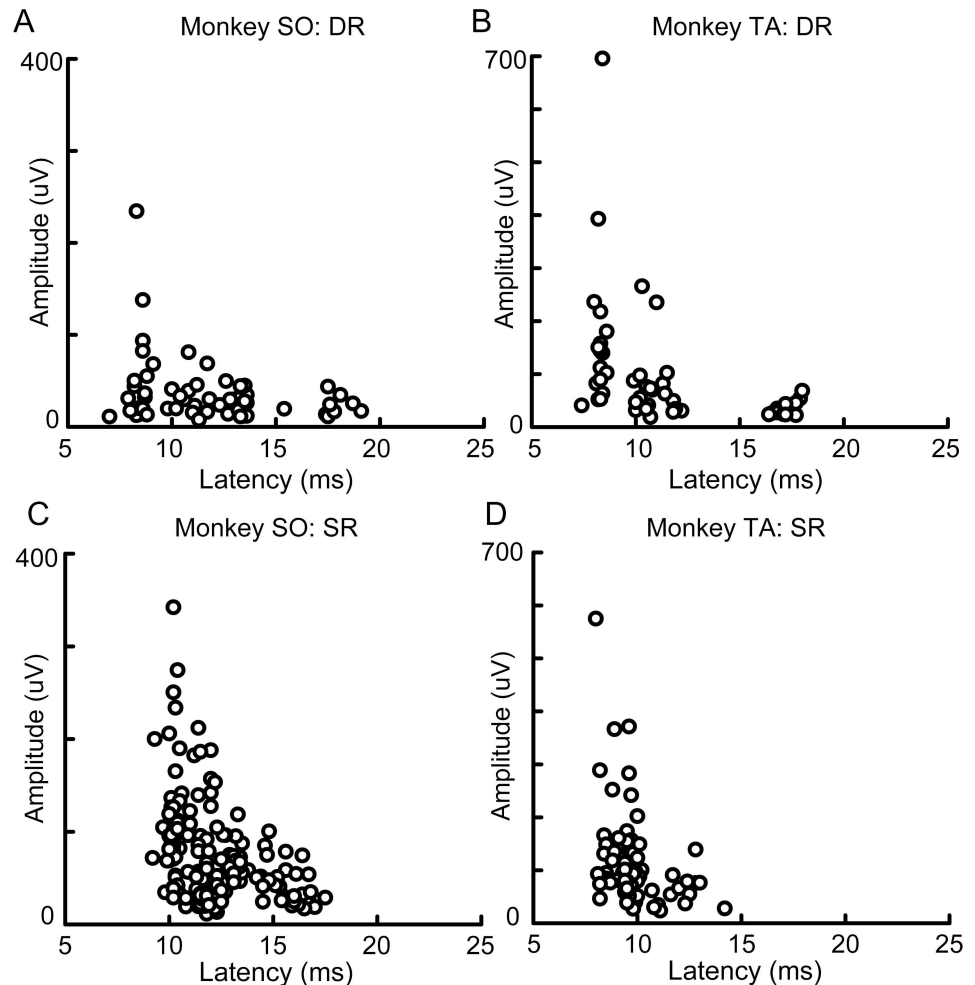 A
Monkey SO: DR
400
0
Amplitude (uV)
5 10 15 20 25
Latency (ms)
B
Monkey TA: DR
700
0
Amplitude (uV)
5 10 15 20 25
Latency (ms)
C
Monkey SO: SR
400
0
Amplitude (uV)
5 10 15 20 25
Latency (ms)
D
Monkey TA: SR
700
0
Amplitude (uV)
5 10 15 20 25
Latency (ms)